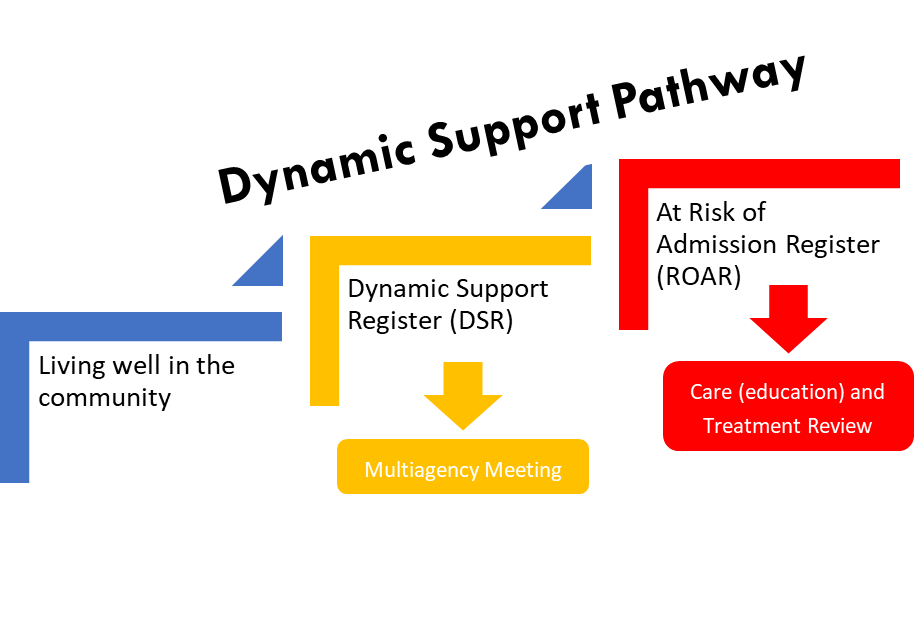 Dynamic Support Pathway
At Risk of
Admission Register
(ROAR)
Dynamic Support
Register (DSR)
Living well in the
community
Care (education) and
Treatment Review
Multiagency Meeting